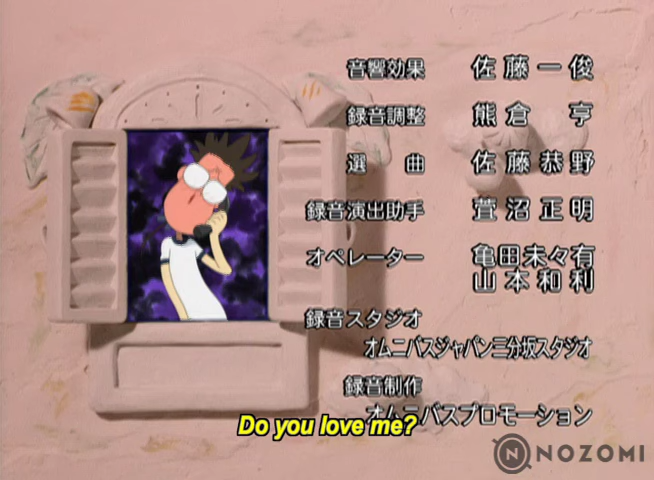 音響効果 佐藤一俊
録音調整 熊倉 亨
選曲 佐藤恭野
録音演出助手 萱沼正明
オペレーター 亀田未々有
山本和利
録音スタジオ
オムニバスジャパン三分坂スタジオ
録音制作
オムニバスプロモーション
Do you love me?
NOZOMI